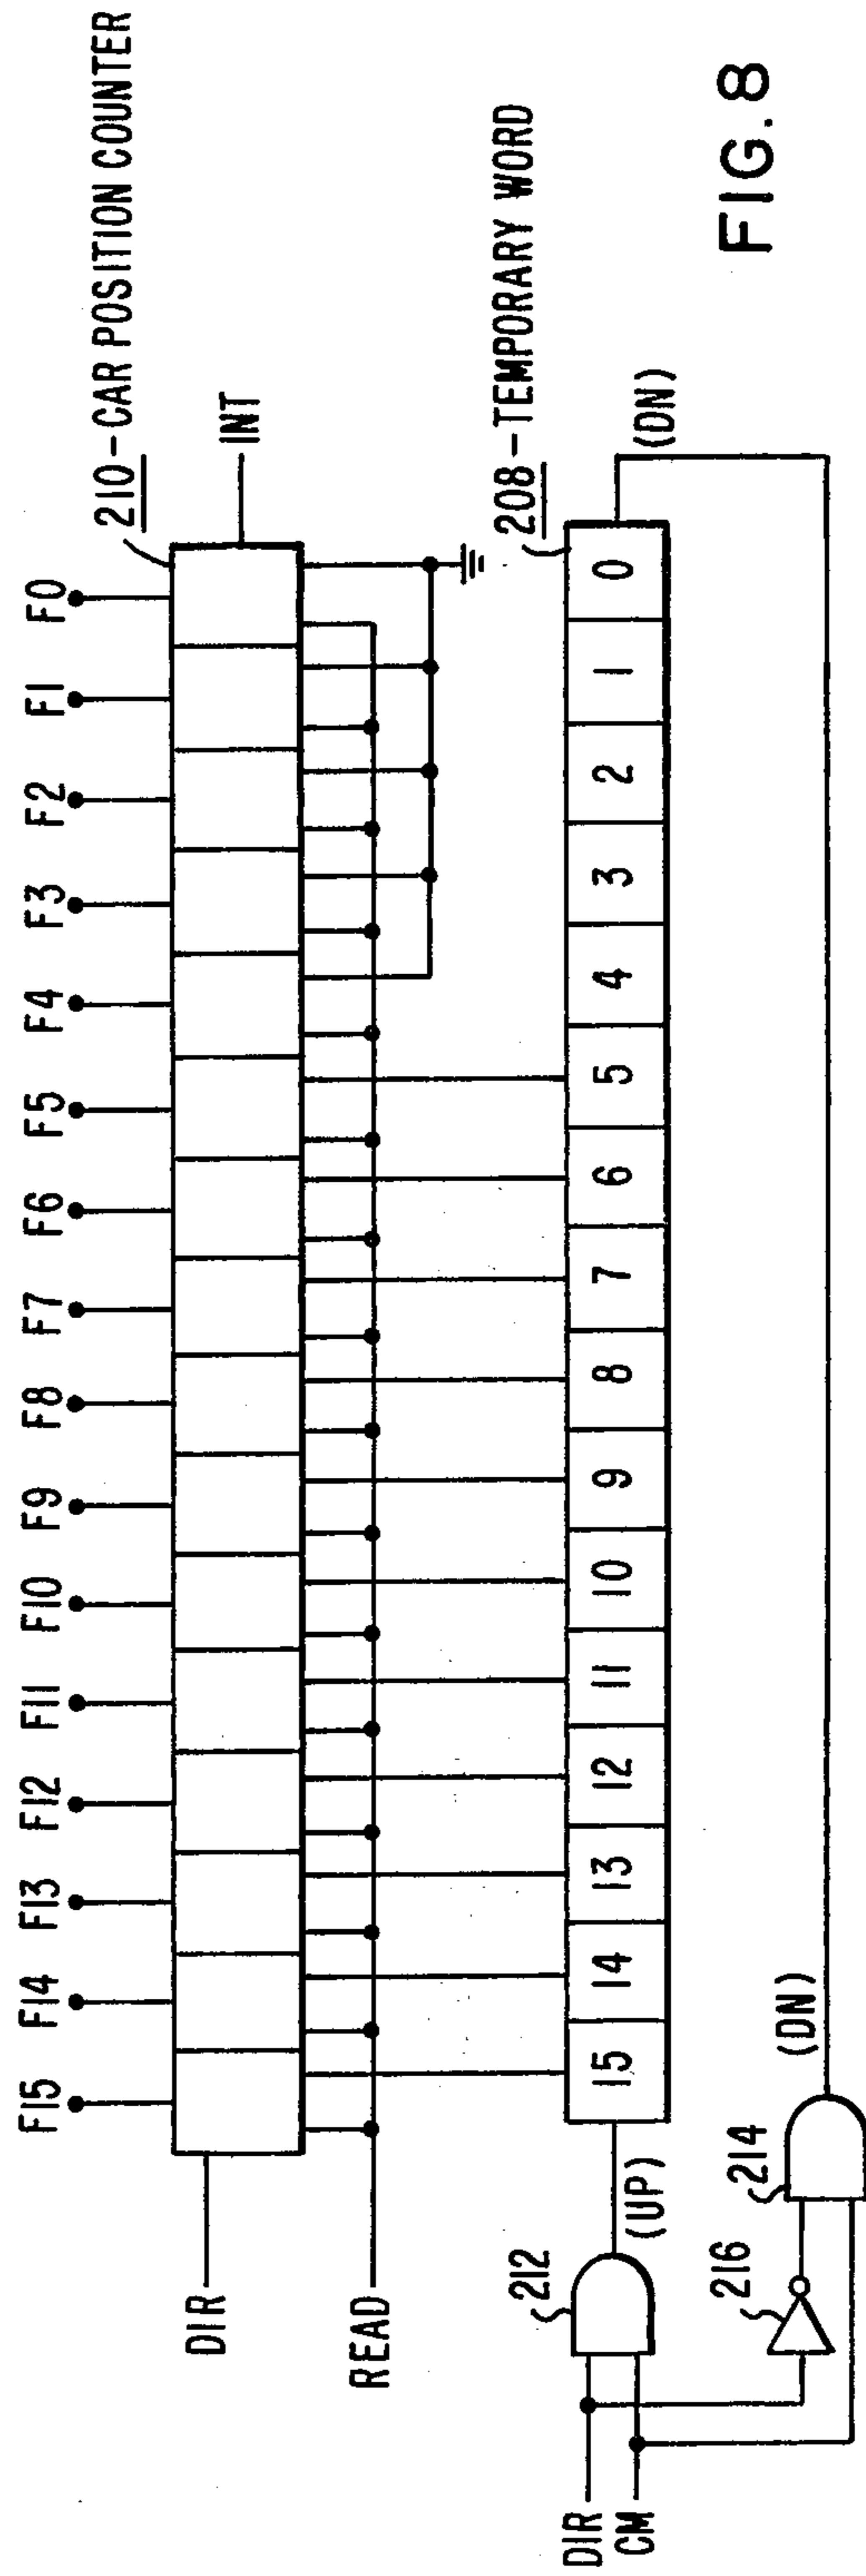 F15 F14 F13 F12 F11 F10 F9 F8 F7 F6 F5 F4 F3 F2 F1 F0
210-CAR POSITION COUNTER
DIR
INT
READ
208-TEMPORARY WORD
212
(UP)
15 14 13 12 11 10 9 8 7 6 5 4 3 2 1 0
(DN)
DIR
CM
216
214
(DN)
FIG. 8